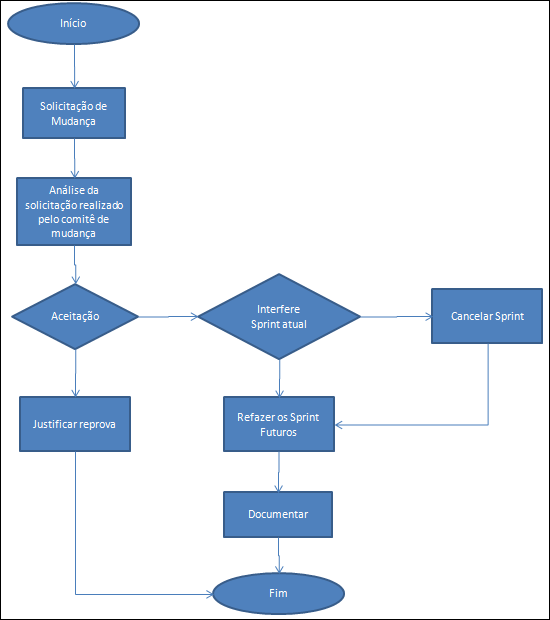 Início
Solicitação de
Mudança
Análise da
solicitação realizado
pelo comitê de
mudança
Aceitação
Interfere
Sprint atual
Cancelar Sprint
Justificar reprova
Refazer os Sprint
Futuros
Documentar
Fim